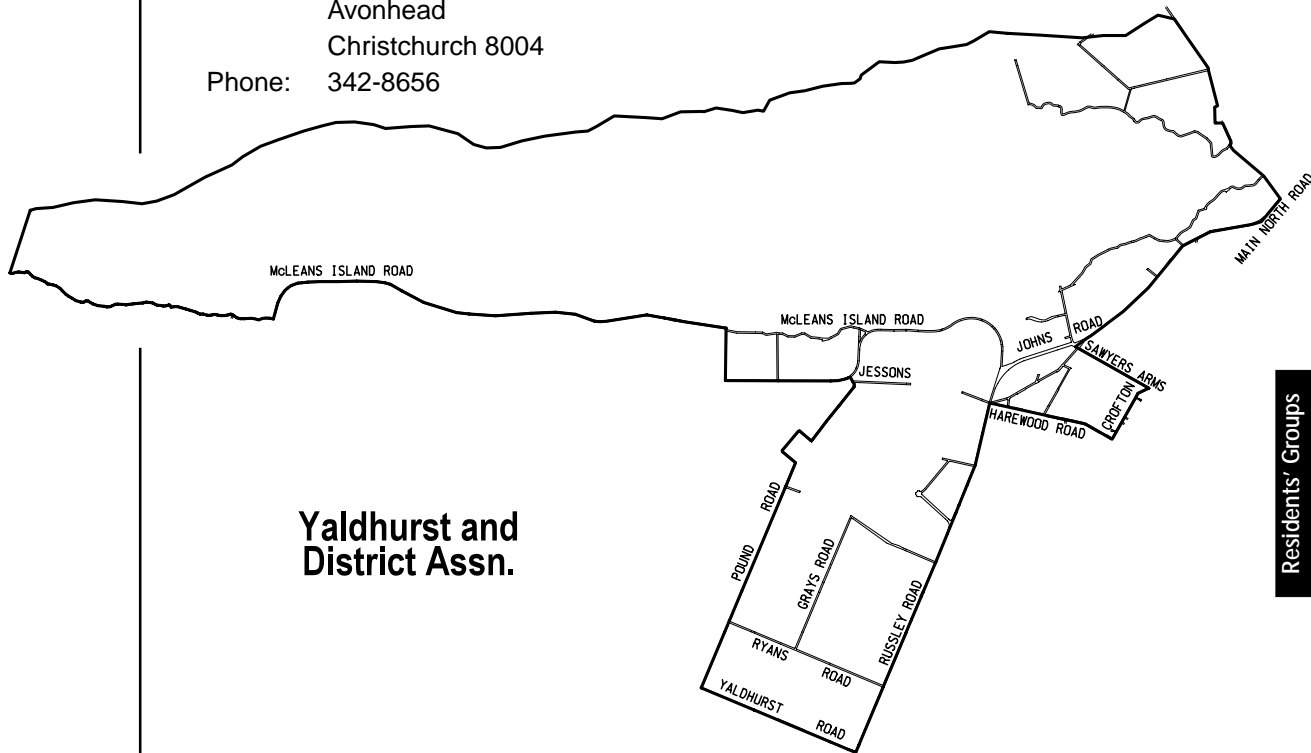 Avonhead
Christchurch 8004
Phone: 342-8656
MAIN NORTH ROAD
McLEANS ISLAND ROAD
McLEANS ISLAND ROAD
JOHNS ROAD
SAWYERS ARMS
JESSONS
CROFTON
HAREWOOD ROAD
Residents' Groups
POUND ROAD
Yaldhurst and
District Assn.
GRAYS ROAD
RUSSLEY ROAD
RYANS ROAD
YALDHURST ROAD